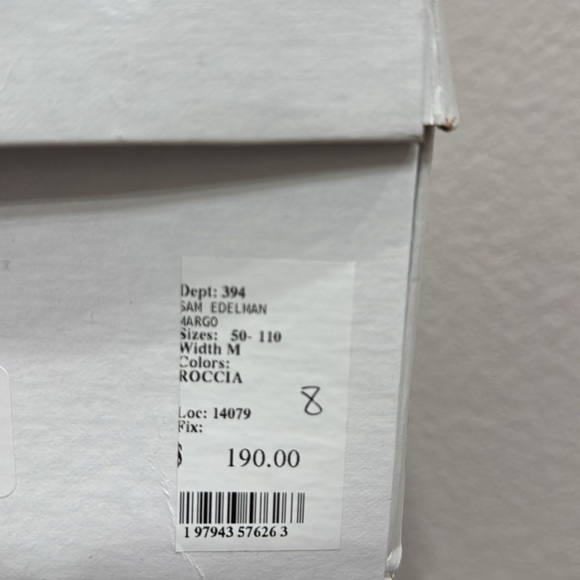 Dept: 394
SAM EDELMAN
MARGO
Sizes: 50- 110
Width M
Colors:
ROCCIA
8
Loc: 14079
Fix:
$ 190.00
1 97943 57626 3